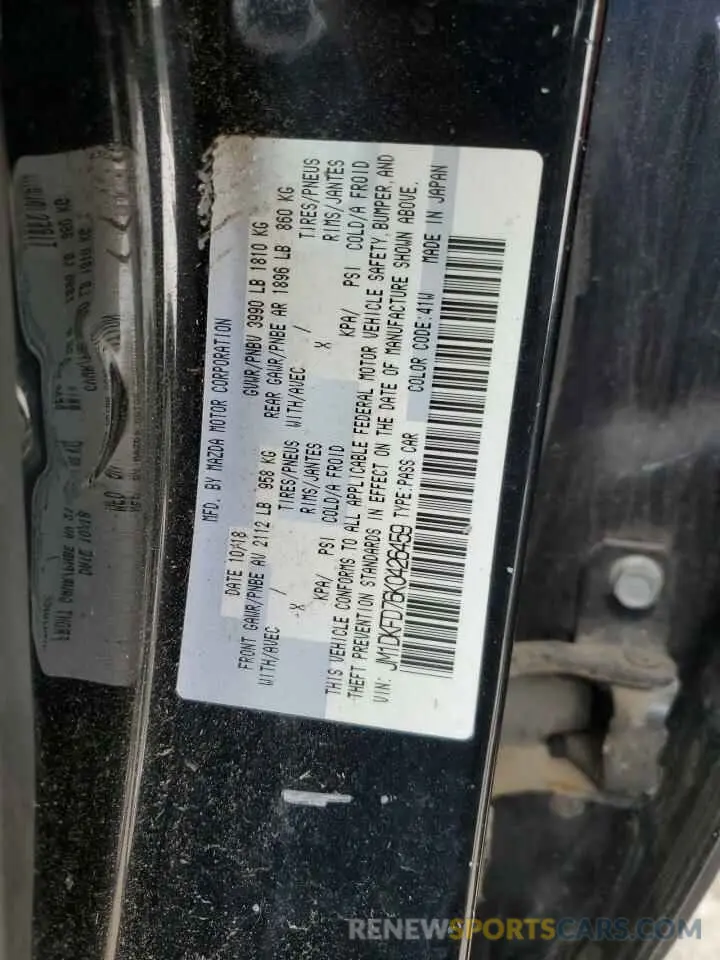 MFD. BY MAZDA MOTOR CORPORATION
DATE 10/18 GVWR/PNBV 3990 LB 1810 KG
FRONT GAWR/PNBE AV 2112 LB 958 KG REAR GAWR/PNBE AR 1896 LB 860 KG
WITH/AVEC / TIRES/PNEUS WITH/AVEC / TIRES/PNEUS
-X RIMS/JANTES X RIMS/JANTES
KPA/ PSI COLD/A FROID KPA/ PSI COLD/A FROID
THIS VEHICLE CONFORMS TO ALL APPLICABLE FEDERAL MOTOR VEHICLE SAFETY, BUMPER, AND
THEFT PREVENTION STANDARDS IN EFFECT ON THE DATE OF MANUFACTURE SHOWN ABOVE.
VIN: JM1DKFD76K0426459 TYPE:PASS CAR COLOR CODE:41W MADE IN JAPAN
RENEWSPORTSCARS.COM